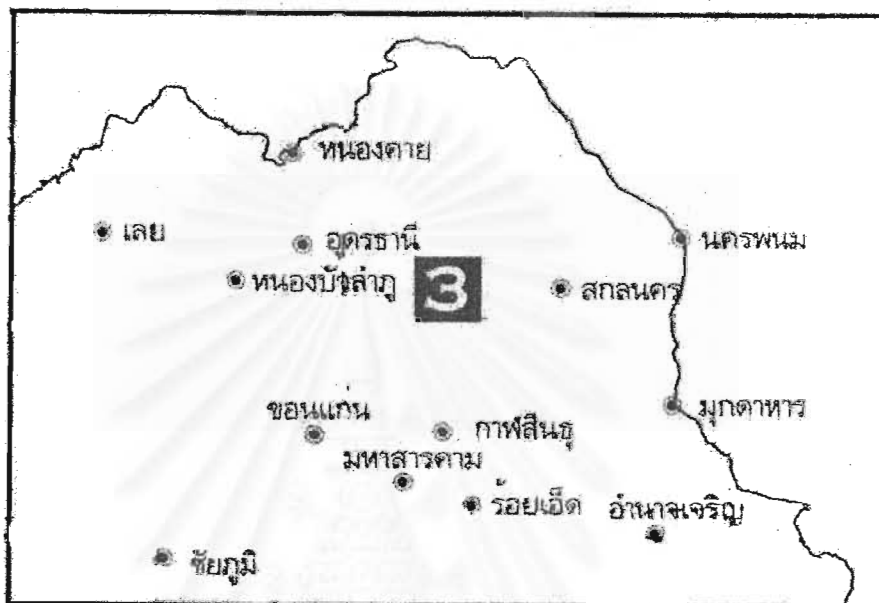 หนองคาย
เลย
อุดรธานี
นครพนม
หนองบัวลำภู
3
สกลนคร
ขอนแก่น
กาฬสินธุ์
มุกดาหาร
มหาสารคาม
ร้อยเอ็ด
อำนาจเจริญ
ชัยภูมิ